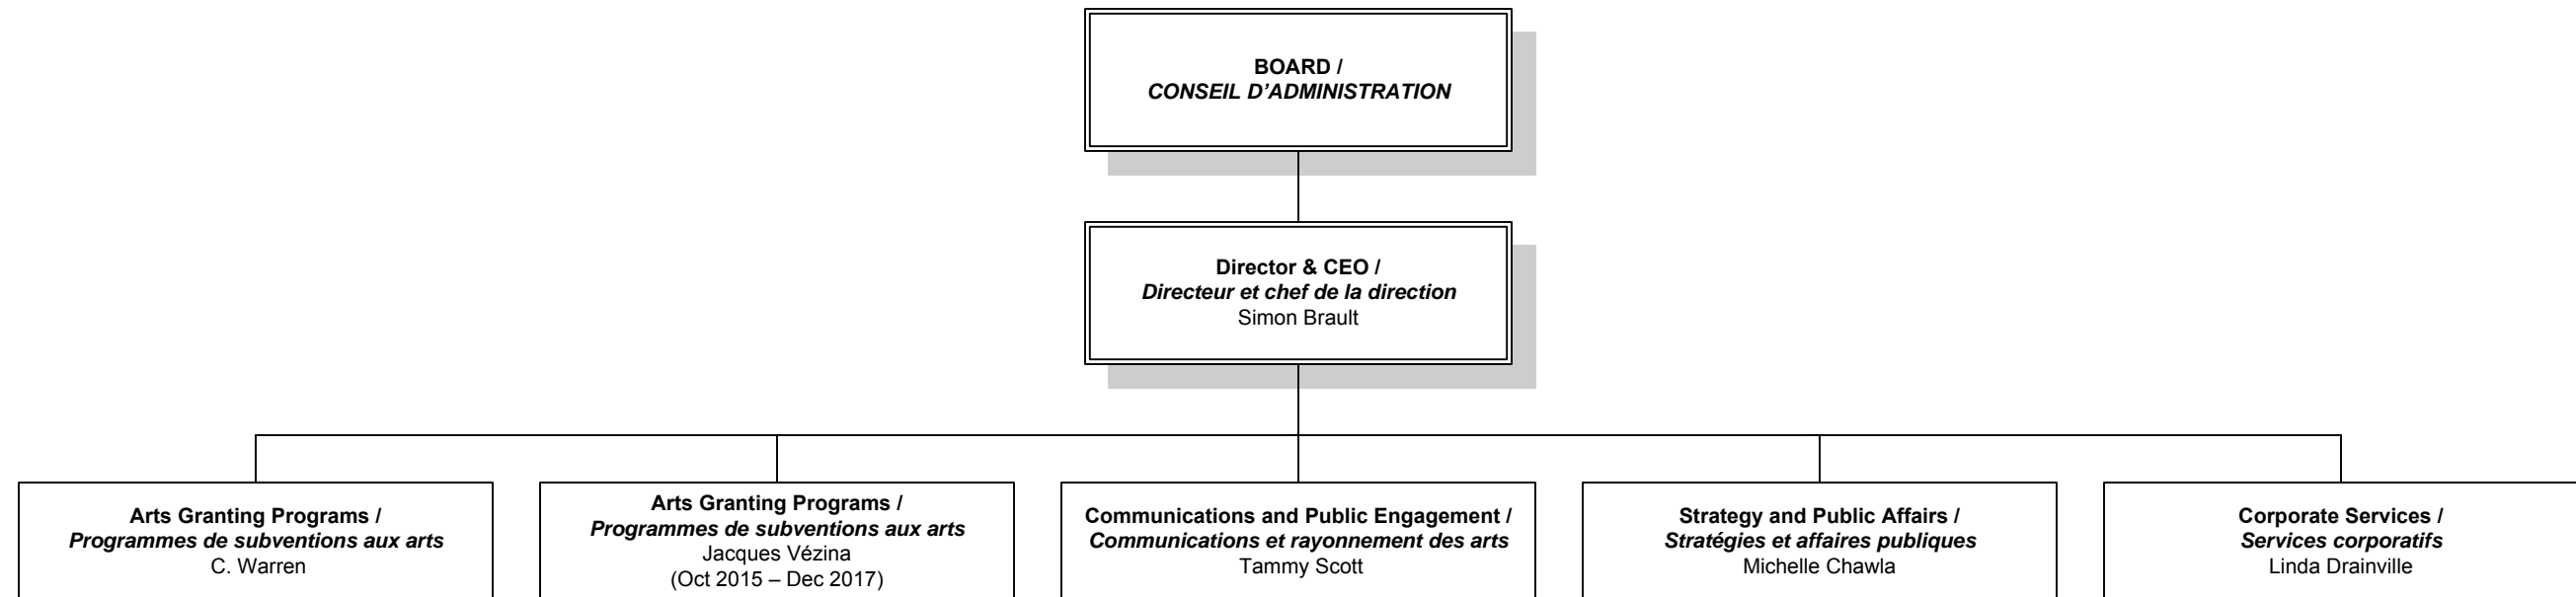 BOARD /
CONSEIL D’ADMINISTRATION
Director & CEO /
Directeur et chef de la direction
Simon Brault
Arts Granting Programs /
Programmes de subventions aux arts
C. Warren
Arts Granting Programs /
Programmes de subventions aux arts
Jacques Vézina
(Oct 2015 – Dec 2017)
Communications and Public Engagement /
Communications et rayonnement des arts
Tammy Scott
Strategy and Public Affairs /
Stratégies et affaires publiques
Michelle Chawla
Corporate Services /
Services corporatifs
Linda Drainville